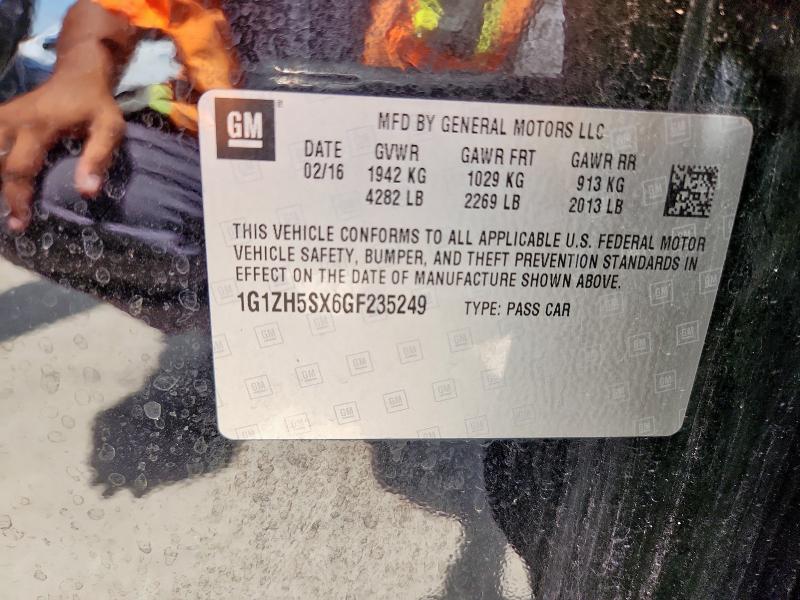 GM
MFD BY GENERAL MOTORS LLC
DATE GVWR GAWR FRT GAWR RR
02/16 1942 KG 1029 KG 913 KG
4282 LB 2269 LB 2013 LB
THIS VEHICLE CONFORMS TO ALL APPLICABLE U.S. FEDERAL MOTOR
VEHICLE SAFETY, BUMPER, AND THEFT PREVENTION STANDARDS IN
EFFECT ON THE DATE OF MANUFACTURE SHOWN ABOVE.
1G1ZH5SX6GF235249 TYPE: PASS CAR